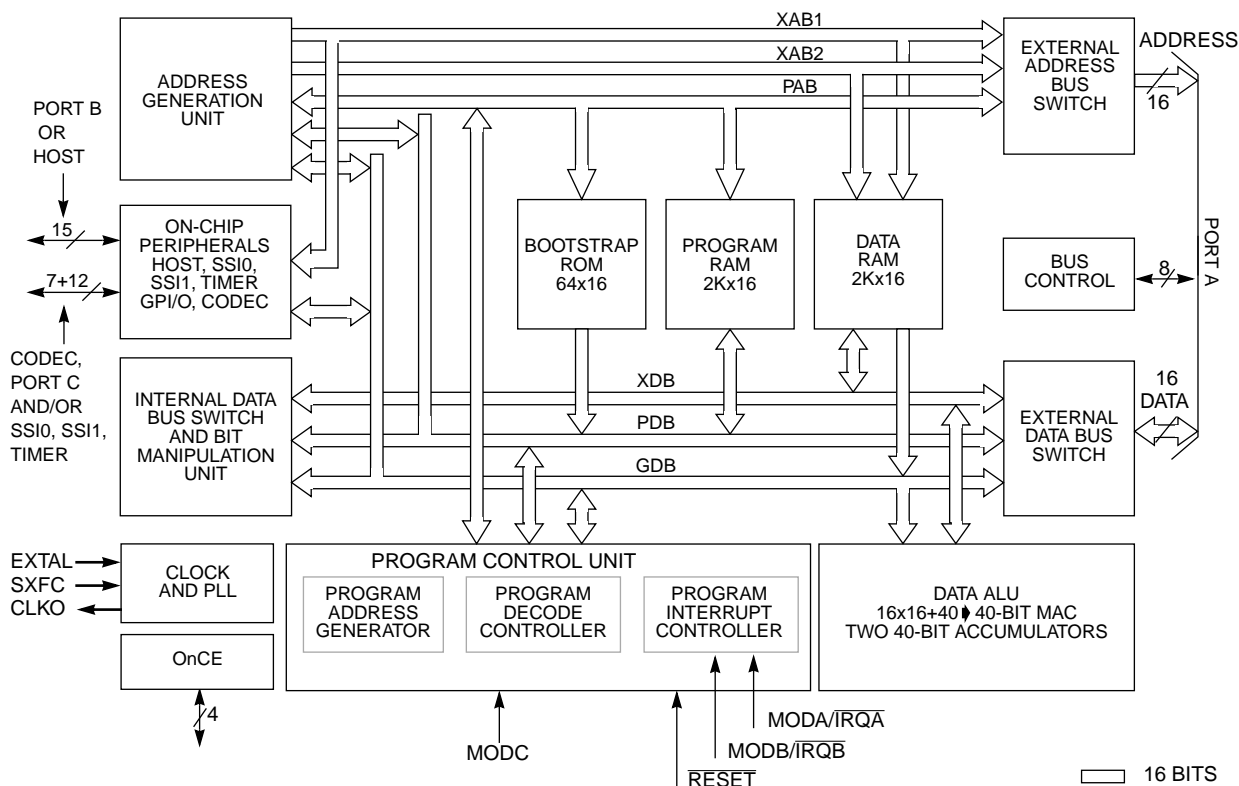 XAB1
XAB2
PAB
ADDRESS
GENERATION
UNIT
EXTERNAL
ADDRESS
BUS
SWITCH
ADDRESS
16
PORT B
OR
HOST
15
7+12
ON-CHIP
PERIPHERALS
HOST, SSI0,
SSI1, TIMER
GPI/O, CODEC
BOOTSTRAP
ROM
64x16
PROGRAM
RAM
2Kx16
DATA
RAM
2Kx16
BUS
CONTROL
8
PORT A
CODEC,
PORT C
AND/OR
SSI0, SSI1,
TIMER
INTERNAL DATA
BUS SWITCH
AND BIT
MANIPULATION
UNIT
XDB
PDB
GDB
EXTERNAL
DATA BUS
SWITCH
16
DATA
EXTAL
SXFC
CLKO
CLOCK
AND PLL
OnCE
4
PROGRAM CONTROL UNIT
PROGRAM
ADDRESS
GENERATOR
PROGRAM
DECODE
CONTROLLER
PROGRAM
INTERRUPT
CONTROLLER
DATA ALU
16x16+40 ➧ 40-BIT MAC
TWO 40-BIT ACCUMULATORS
MODC
MODA/IRQA
MODB/IRQB
RESET
16 BITS